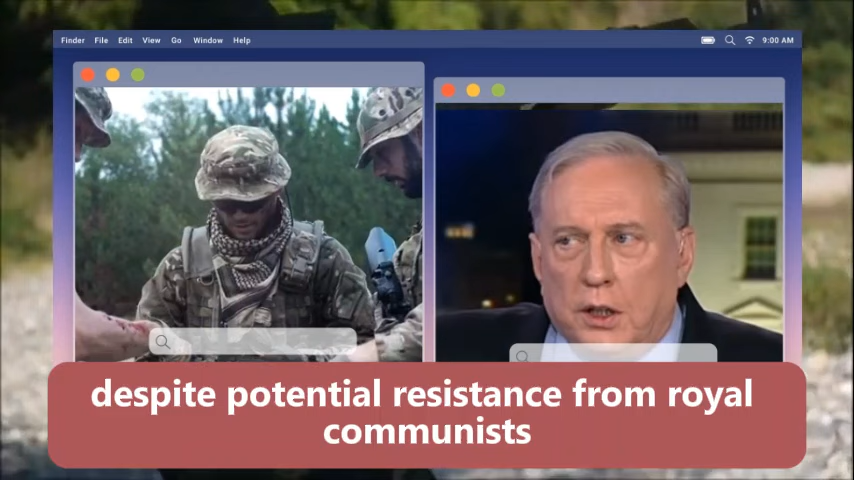 Finder File Edit View Go Window Help 9:00 AM
despite potential resistance from royal
communists